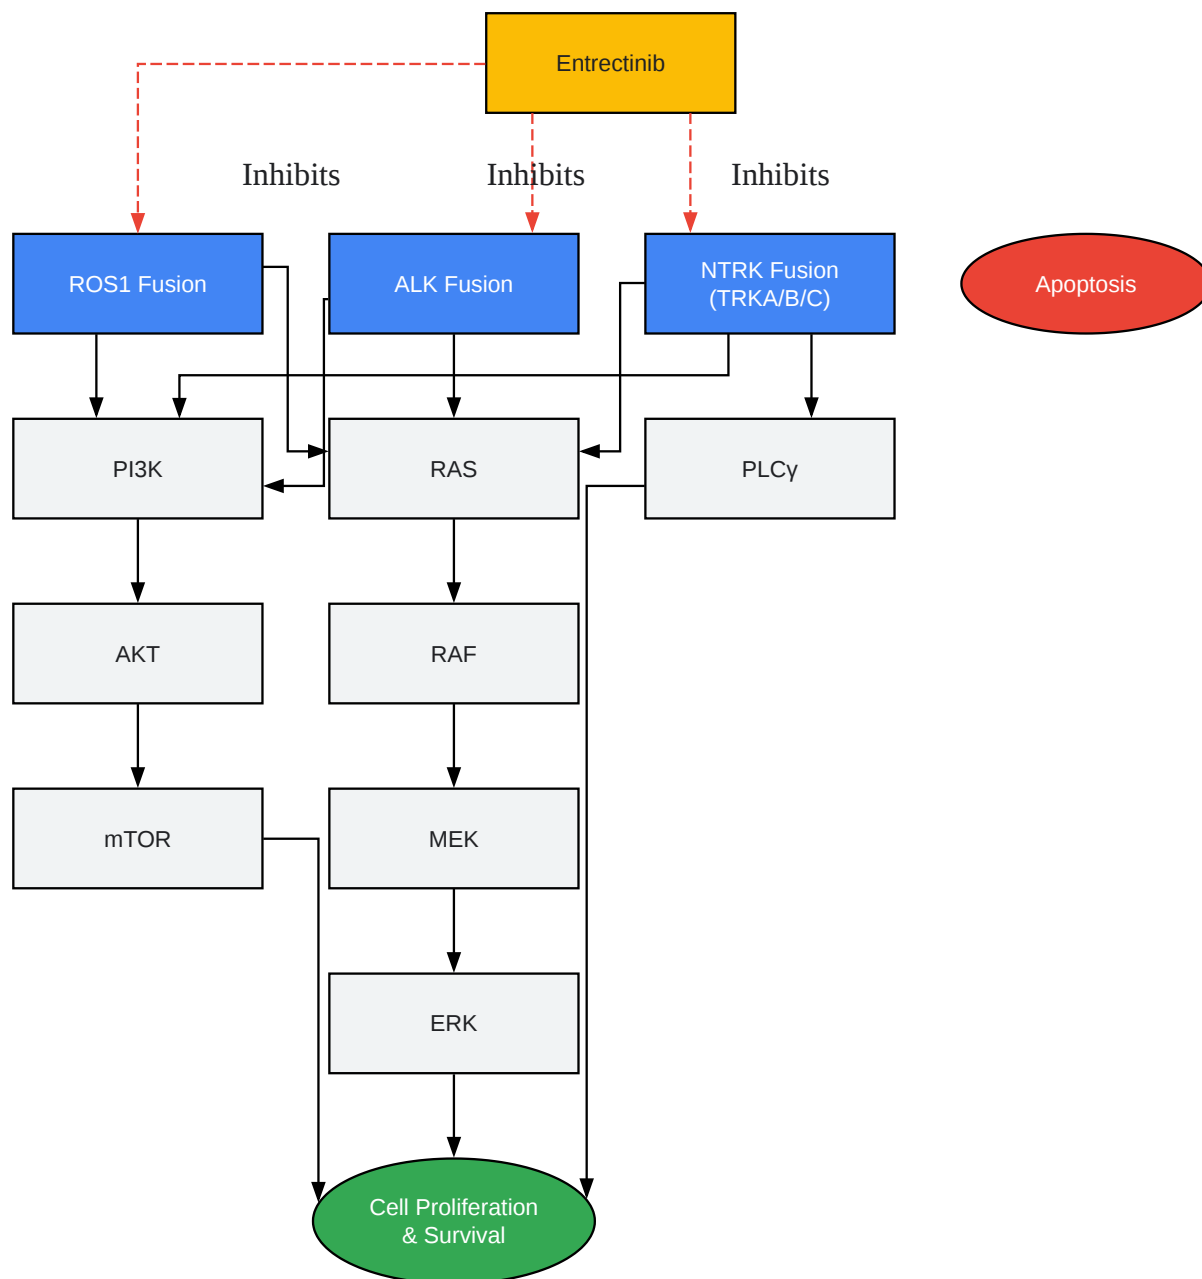 Entrectinib
Inhibits
Inhibits
Inhibits
ROS1 Fusion
ALK Fusion
NTRK Fusion
(TRKA/B/C)
Apoptosis
PI3K
RAS
PLCγ
AKT
RAF
mTOR
MEK
ERK
Cell Proliferation
& Survival